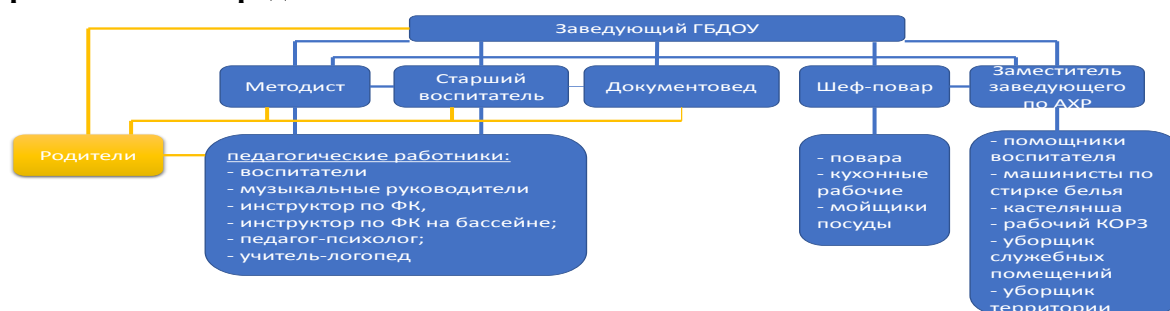 Заведующий ГБДОУ
Методист
Старший
воспитатель
Документовед
Шеф-повар
Заместитель
заведующего
по АХР
Родители
педагогические работники:
- воспитатели
- музыкальные руководители
- инструктор по ФК,
- инструктор по ФК на бассейне;
- педагог-психолог;
- учитель-логопед
- повара
- кухонные
рабочие
- мойщики
посуды
- помощники
воспитателя
- машинисты по
стирке белья
- кастелянша
- рабочий КОРЗ
- уборщик
служебных
помещений
- уборщик
территории